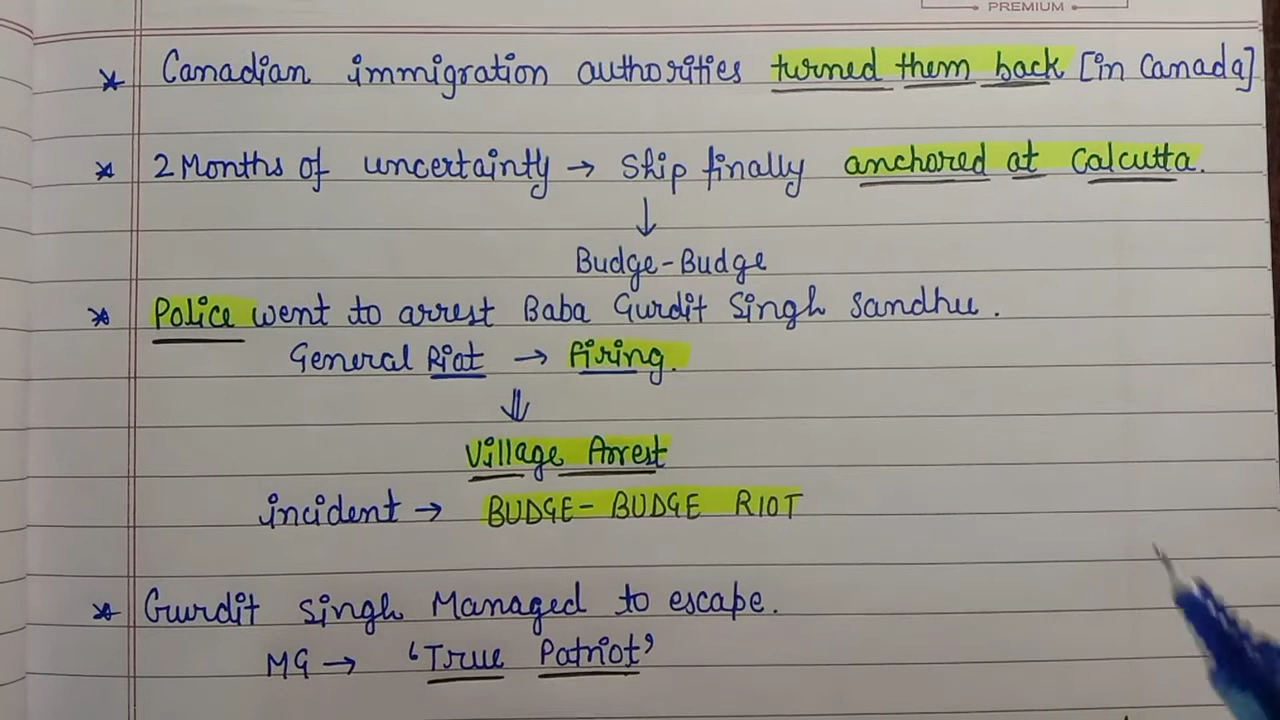 PREMIUM
* Canadian immigration authorities turned them back [in Canada]
* 2 Months of uncertainty → Ship finally anchored at Calcutta.
↓
Budge-Budge
* Police went to arrest Baba Gurdit Singh Sandhu.
General Riot → firing.
⇓
Village Arrest
incident → BUDGE-BUDGE RIOT
* Gurdit Singh Managed to escape.
MG → 'True Patriot'